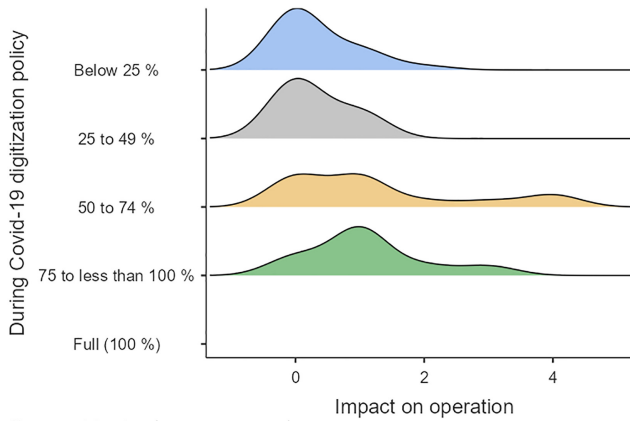 During Covid-19 digitization policy
Below 25 %
25 to 49 %
50 to 74 %
75 to less than 100 %
Full (100 %)
0 2 4
Impact on operation